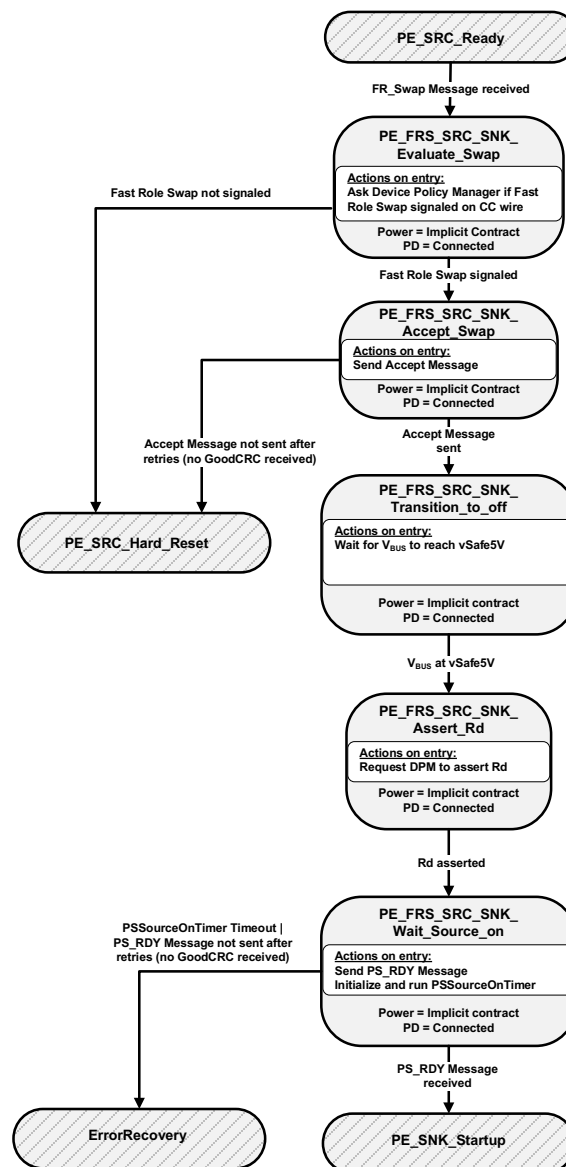 PE_SRC_Ready
FR_Swap Message received
PE_FRS_SRC_SNK_
Evaluate_Swap
Actions on entry:
Ask Device Policy Manager if Fast
Role Swap signaled on CC wire
Power = Implicit Contract
PD = Connected
Fast Role Swap not signaled
Fast Role Swap signaled
PE_FRS_SRC_SNK_
Accept_Swap
Actions on entry:
Send Accept Message
Power = Implicit Contract
PD = Connected
Accept Message not sent after
retries (no GoodCRC received)
Accept Message
sent
PE_SRC_Hard_Reset
PE_FRS_SRC_SNK_
Transition_to_off
Actions on entry:
Wait for VBUS to reach vSafe5V
Power = Implicit contract
PD = Connected
VBUS at vSafe5V
PE_FRS_SRC_SNK_
Assert_Rd
Actions on entry:
Request DPM to assert Rd
Power = Implicit contract
PD = Connected
Rd asserted
PE_FRS_SRC_SNK_
Wait_Source_on
Actions on entry:
Send PS_RDY Message
Initialize and run PSSourceOnTimer
Power = Implicit contract
PD = Connected
PSSourceOnTimer Timeout |
PS_RDY Message not sent after
retries (no GoodCRC received)
PS_RDY Message
received
ErrorRecovery
PE_SNK_Startup